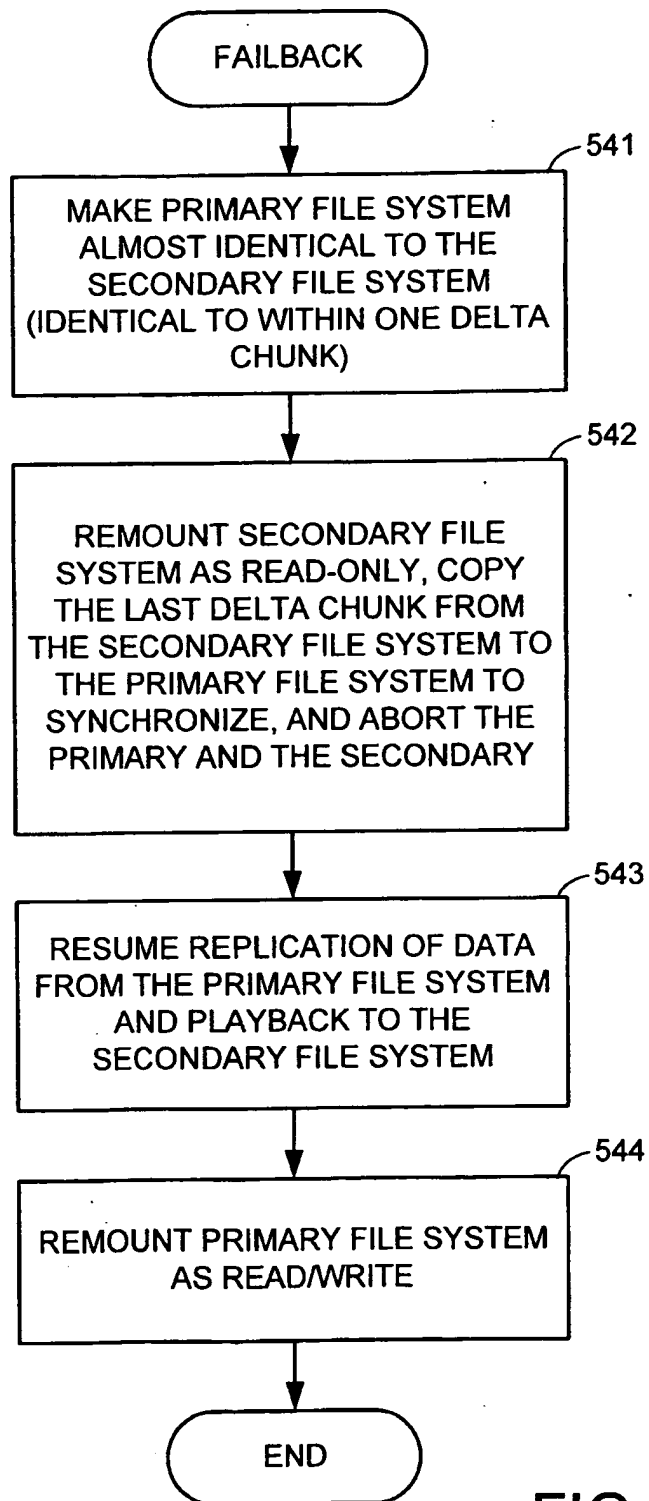 FAILBACK
541
MAKE PRIMARY FILE SYSTEM
ALMOST IDENTICAL TO THE
SECONDARY FILE SYSTEM
(IDENTICAL TO WITHIN ONE DELTA
CHUNK)
542
REMOUNT SECONDARY FILE
SYSTEM AS READ-ONLY, COPY
THE LAST DELTA CHUNK FROM
THE SECONDARY FILE SYSTEM TO
THE PRIMARY FILE SYSTEM TO
SYNCHRONIZE, AND ABORT THE
PRIMARY AND THE SECONDARY
543
RESUME REPLICATION OF DATA
FROM THE PRIMARY FILE SYSTEM
AND PLAYBACK TO THE
SECONDARY FILE SYSTEM
544
REMOUNT PRIMARY FILE SYSTEM
AS READ/WRITE
END